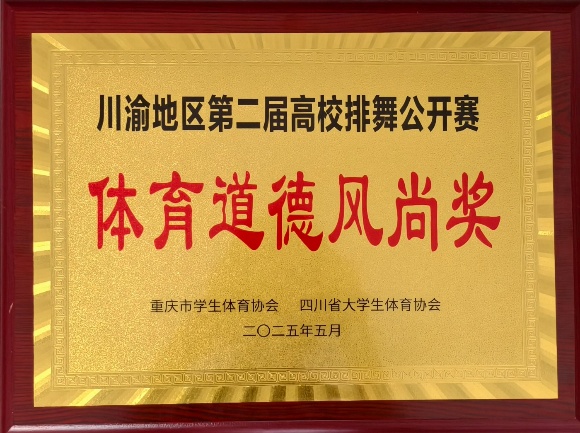 川渝地区第二届高校排舞公开赛
体育道德风尚奖
重庆市学生体育协会 四川省大学生体育协会
二〇二五年五月